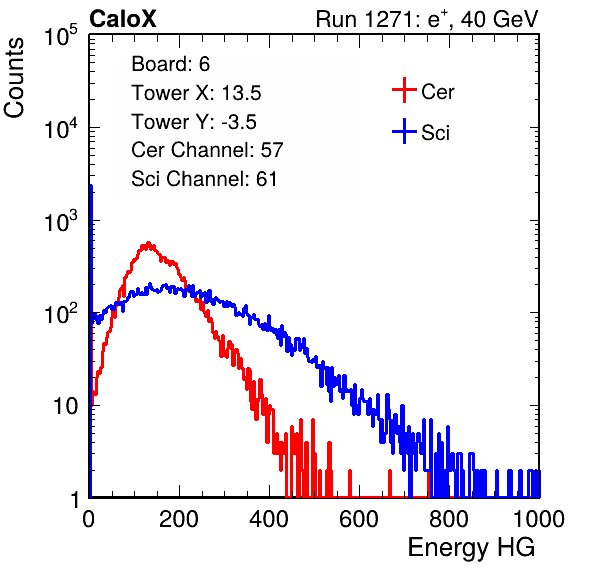 CaloX Run 1271: e⁺, 40 GeV
Counts
10⁵
10⁴
10³
10²
10
1
Board: 6
Tower X: 13.5
Tower Y: -3.5
Cer Channel: 57
Sci Channel: 61
Cer
Sci
0 200 400 600 800 1000
Energy HG